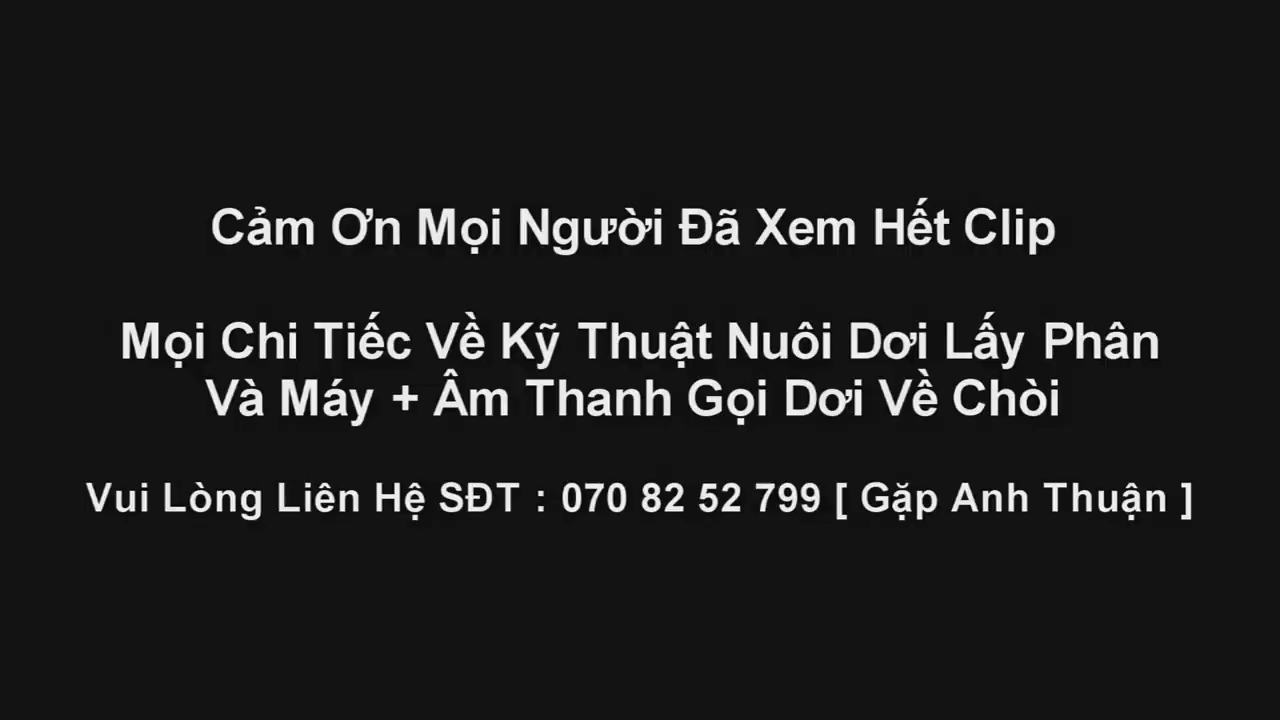 Cảm Ơn Mọi Người Đã Xem Hết Clip
Mọi Chi Tiếc Về Kỹ Thuật Nuôi Dơi Lấy Phân
Và Máy + Âm Thanh Gọi Dơi Về Chòi
Vui Lòng Liên Hệ SĐT : 070 82 52 799 [ Gặp Anh Thuận ]